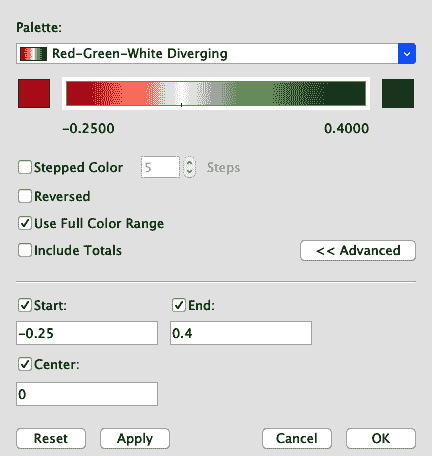 Palette:
Red-Green-White Diverging
-0.2500 0.4000
Stepped Color 5 Steps
Reversed
Use Full Color Range
Include Totals << Advanced
Start: End:
-0.25 0.4
Center:
0
Reset Apply Cancel OK